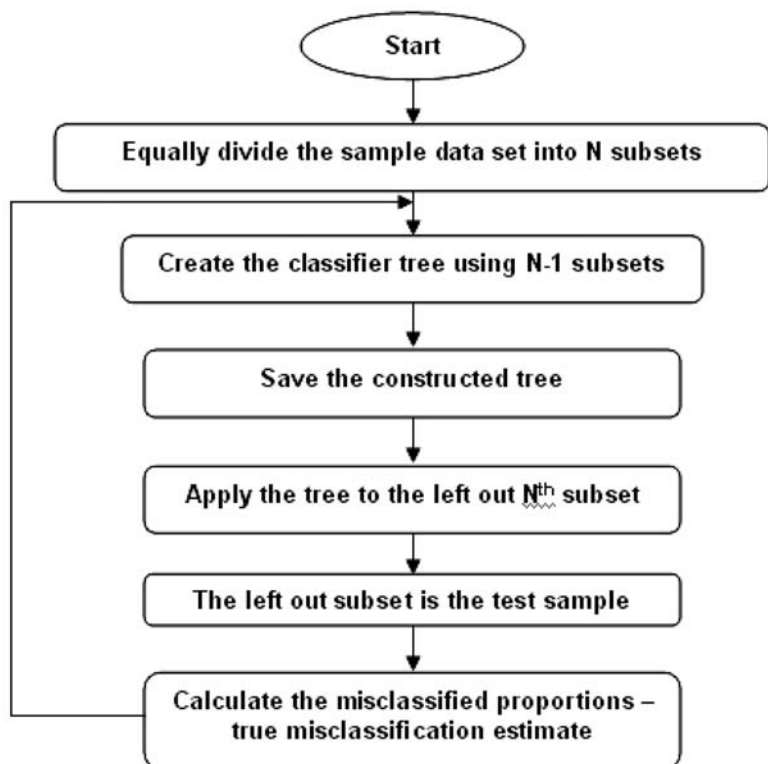 Start
Equally divide the sample data set into N subsets
Create the classifier tree using N-1 subsets
Save the constructed tree
Apply the tree to the left out Nth subset
The left out subset is the test sample
Calculate the misclassified proportions –
true misclassification estimate